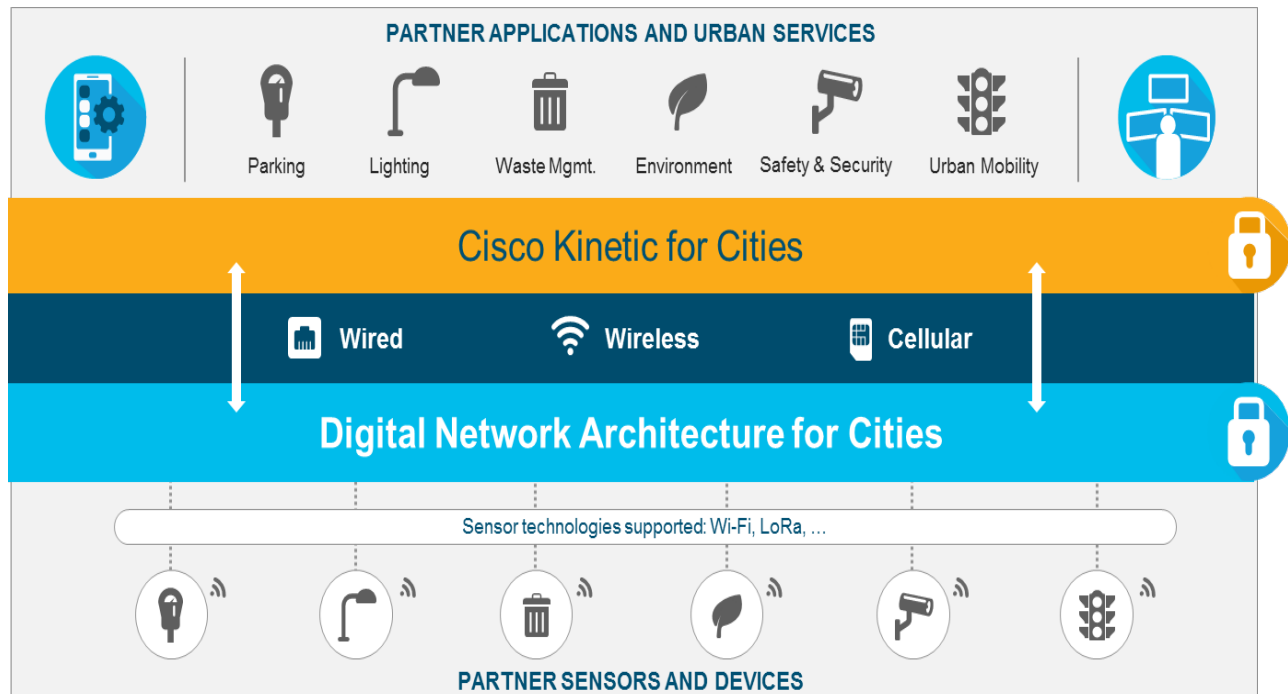 PARTNER APPLICATIONS AND URBAN SERVICES
Parking
Lighting
Waste Mgmt.
Environment
Safety & Security
Urban Mobility
Cisco Kinetic for Cities
Wired
Wireless
Cellular
Digital Network Architecture for Cities
Sensor technologies supported: Wi-Fi, LoRa, …
PARTNER SENSORS AND DEVICES